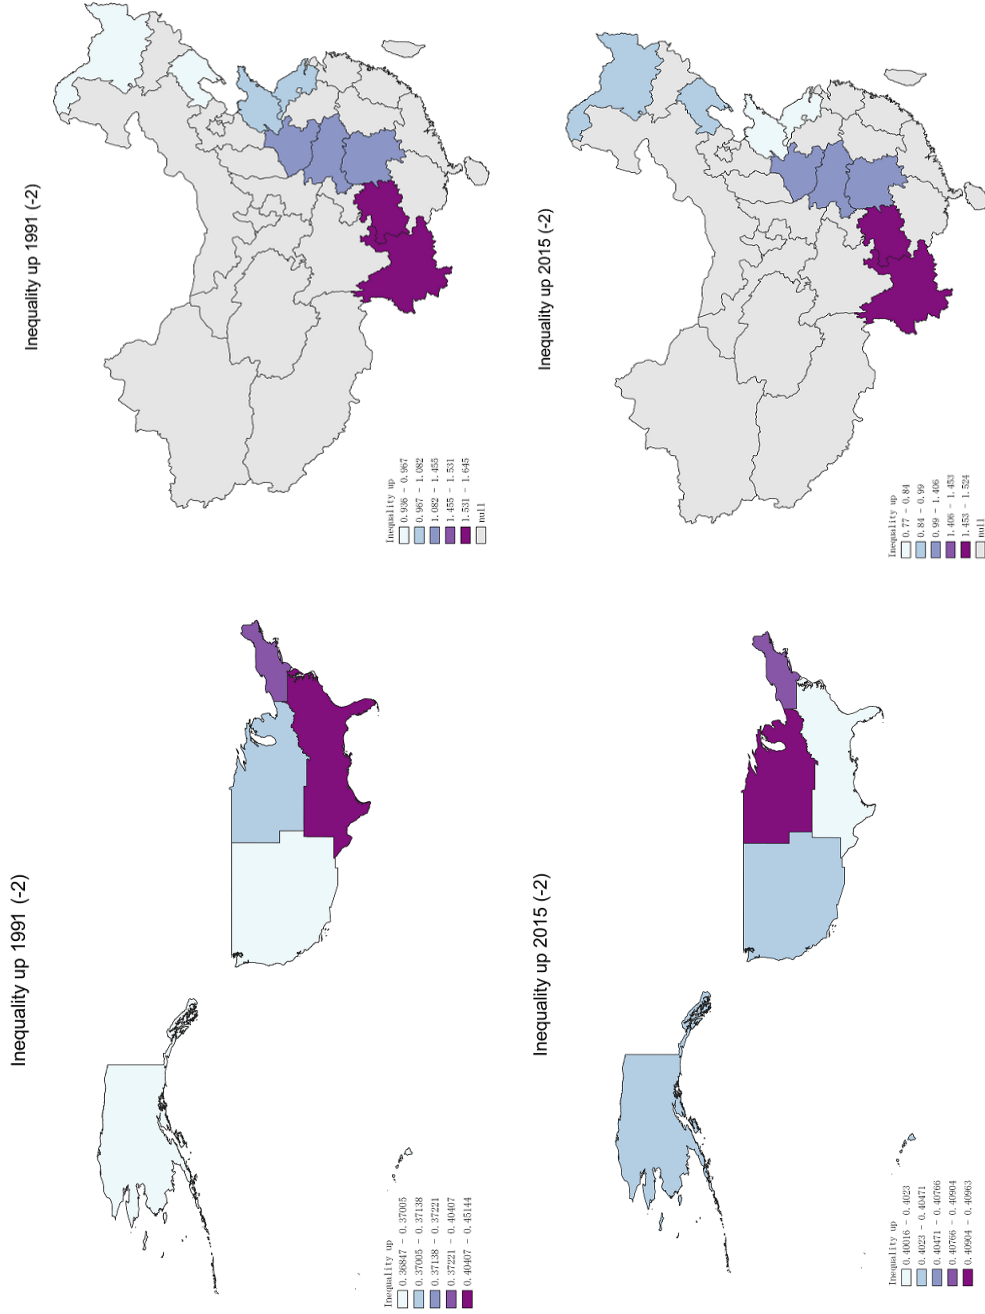 Inequality up 1991 (-2)
Inequality up
0.36847 - 0.37005
0.37005 - 0.37138
0.37138 - 0.37221
0.37221 - 0.40407
0.40407 - 0.45144
Inequality up 1991 (-2)
Inequality up
0.936 - 0.967
0.967 - 1.082
1.082 - 1.455
1.455 - 1.531
1.531 - 1.645
null
Inequality up 2015 (-2)
Inequality up
0.40016 - 0.4023
0.4023 - 0.40471
0.40471 - 0.40766
0.40766 - 0.40904
0.40904 - 0.40963
Inequality up 2015 (-2)
Inequality up
0.77 - 0.84
0.84 - 0.99
0.99 - 1.406
1.406 - 1.453
1.453 - 1.524
null